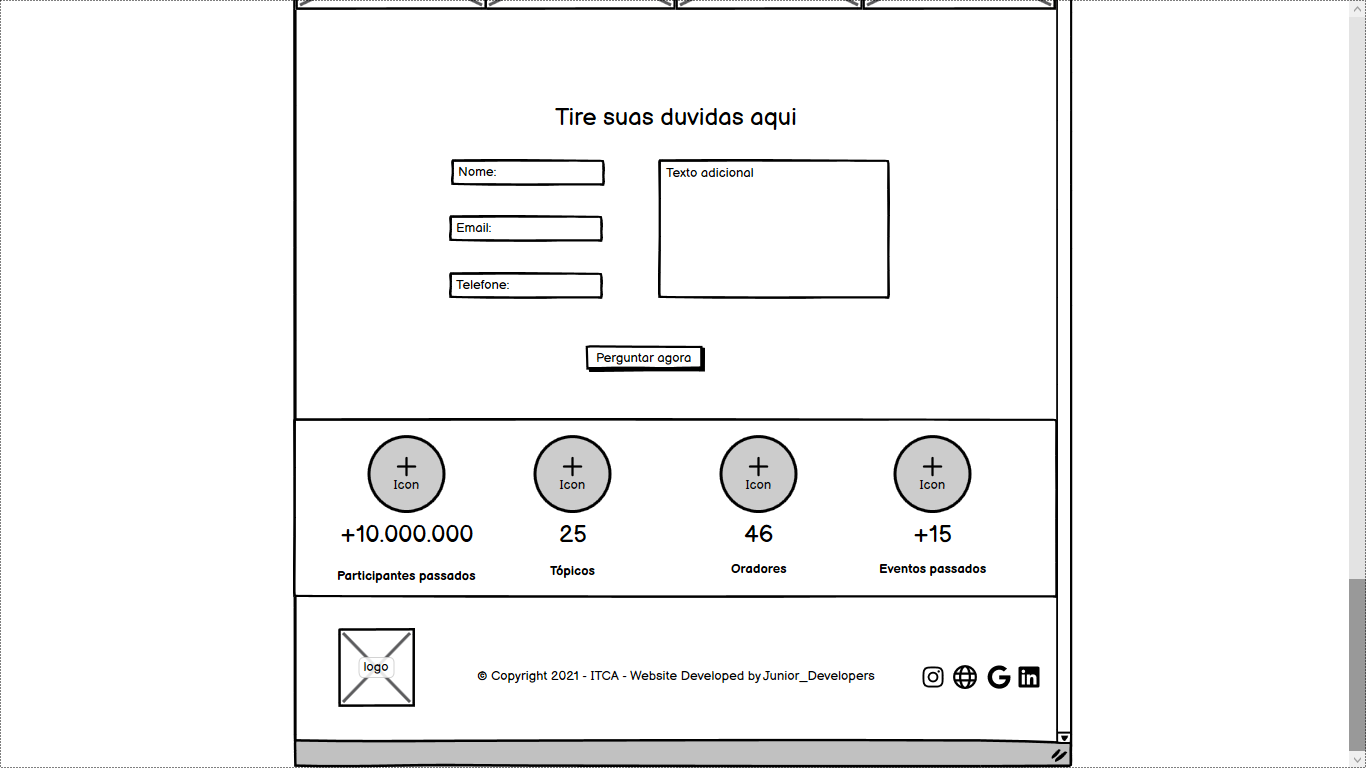 Tire suas duvidas aqui
Nome:
Texto adicional
Email:
Telefone:
Perguntar agora
Icon
Icon
Icon
Icon
+10.000.000
25
46
+15
Participantes passados
Tópicos
Oradores
Eventos passados
logo
© Copyright 2021 - ITCA - Website Developed by Junior_Developers